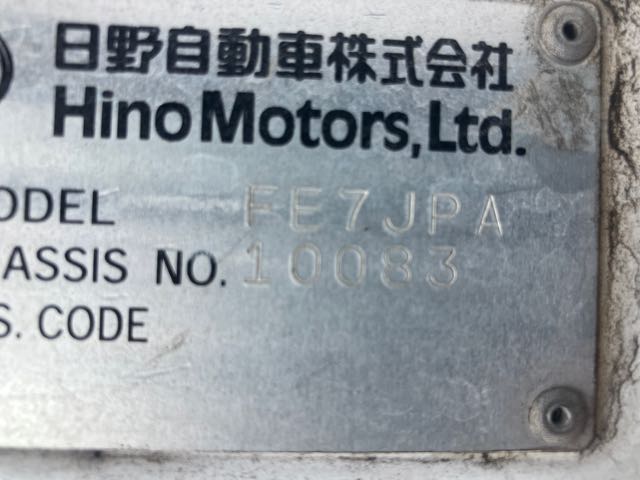 日野自動車株式会社
Hino Motors, Ltd.
ODEL FE7JPA
ASSIS NO. 10083
S. CODE